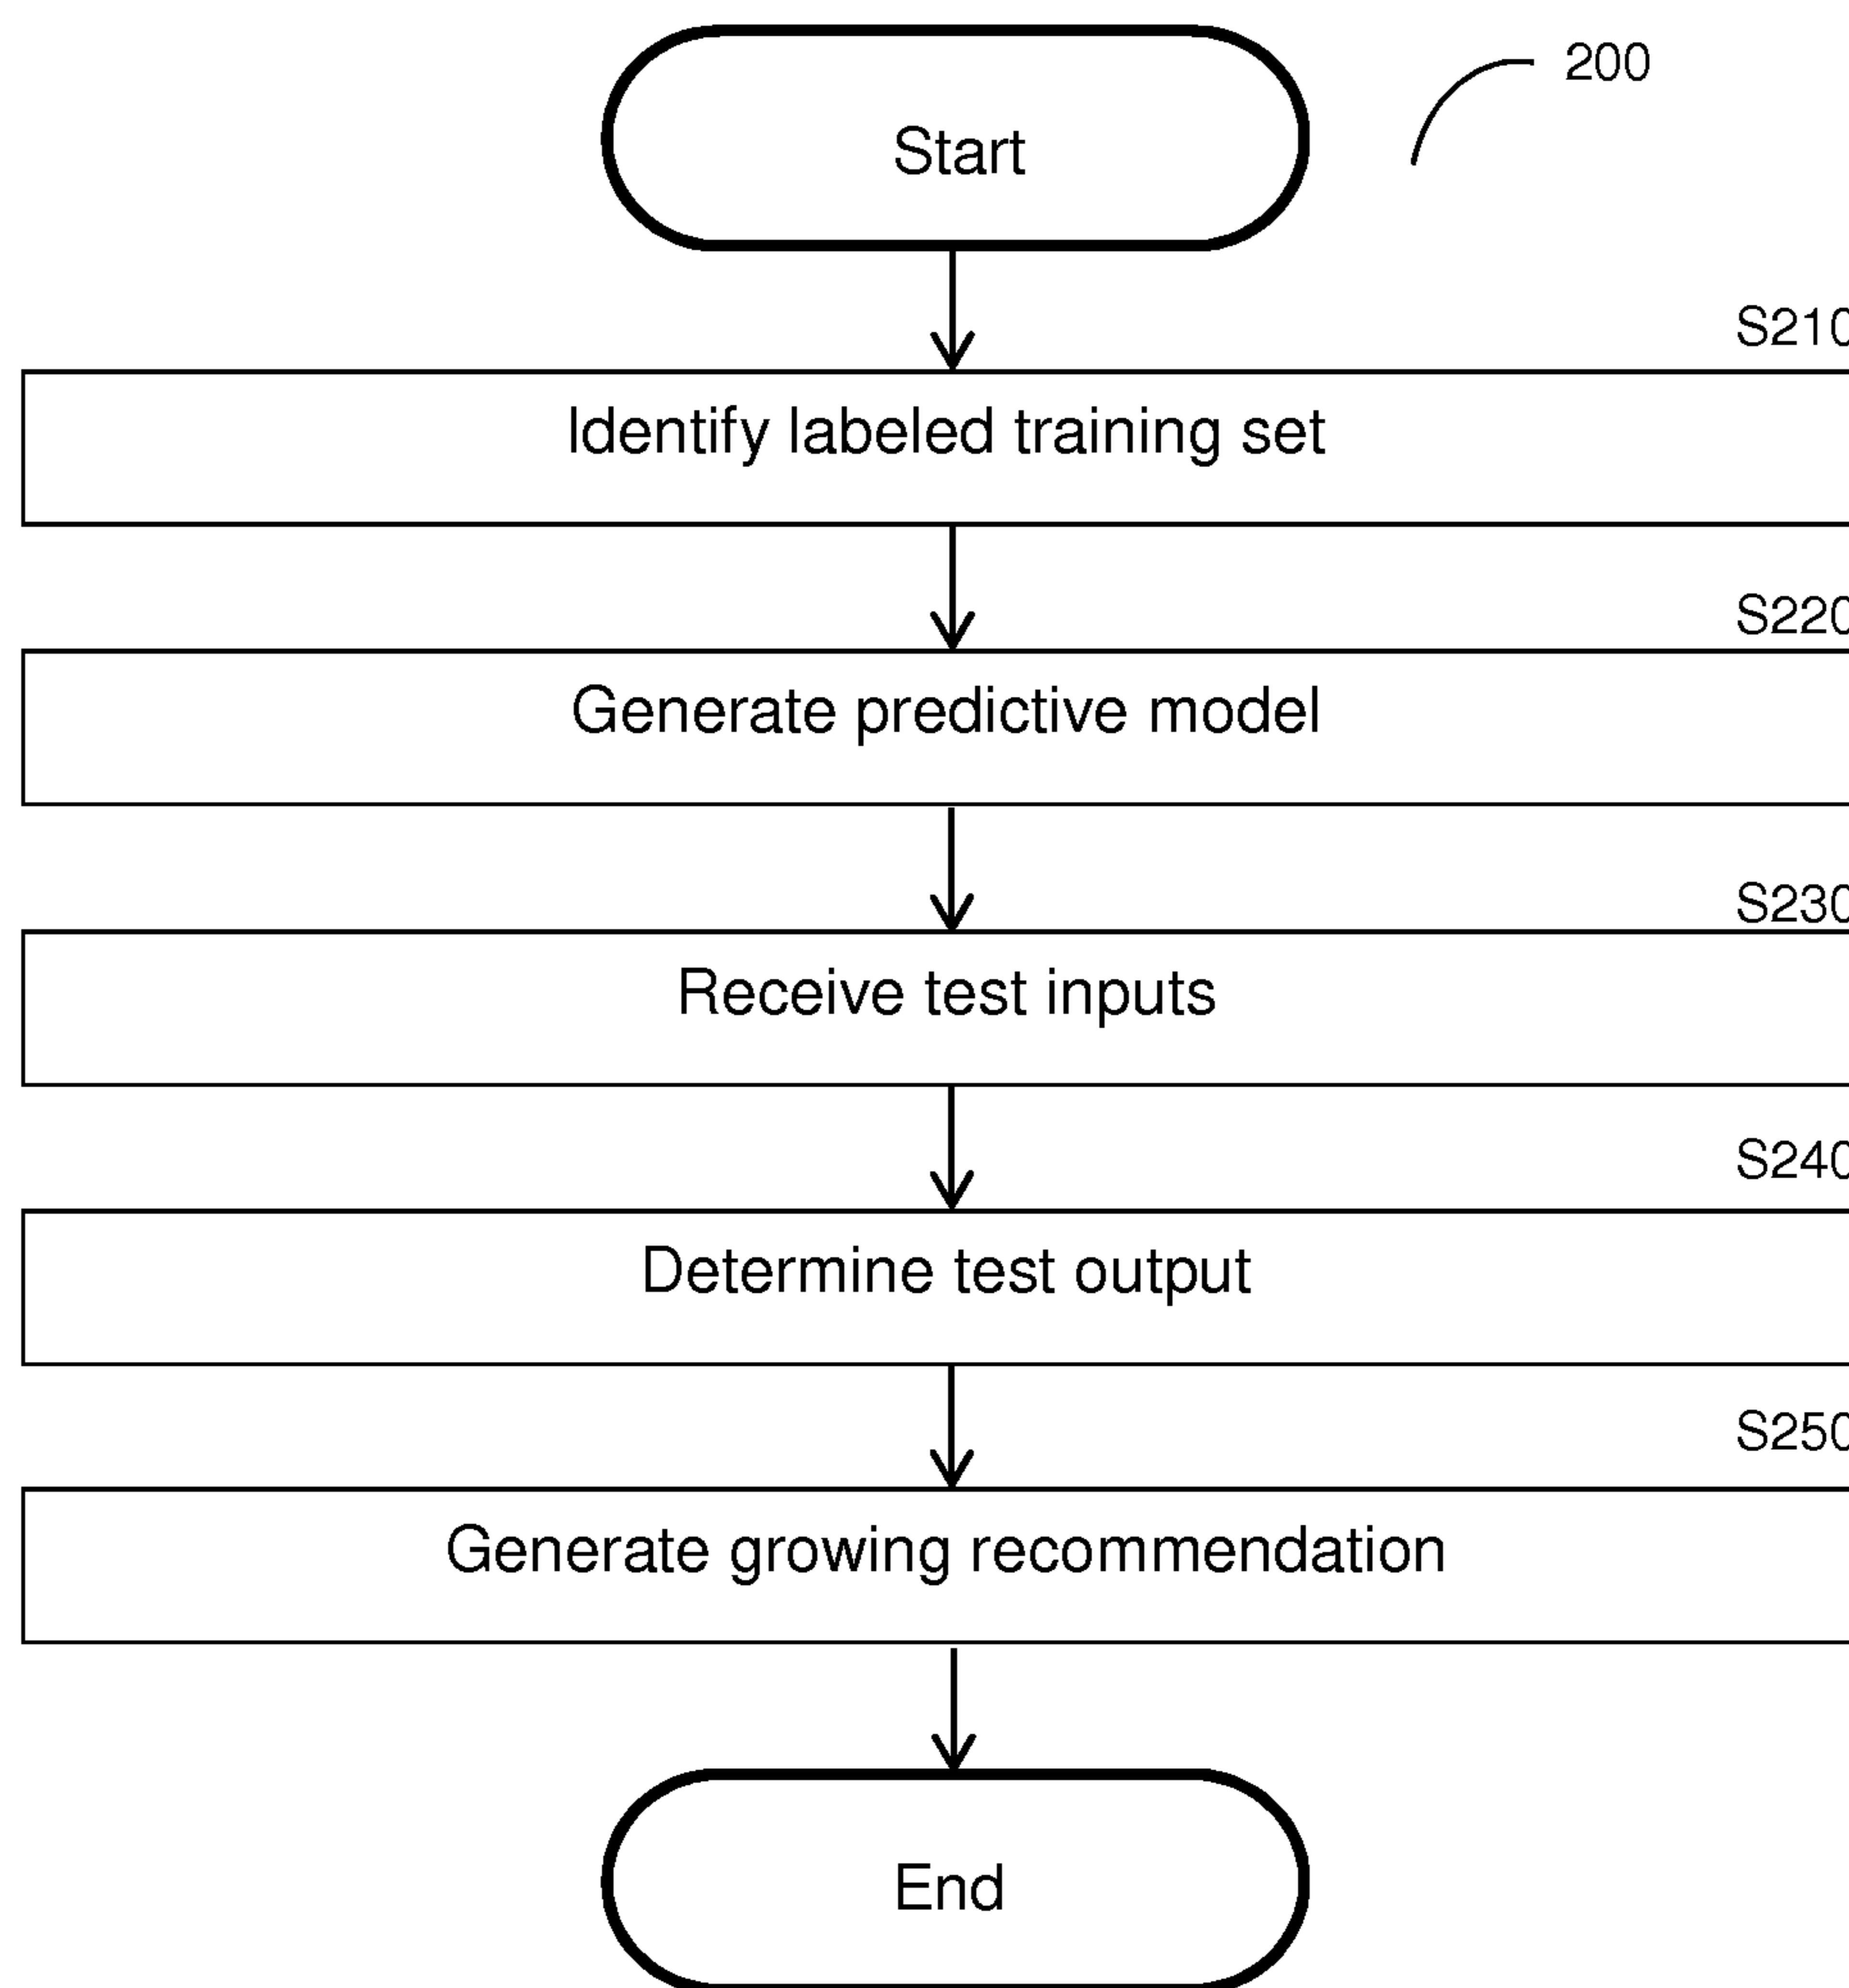 Start
200
S210
Identify labeled training set
S220
Generate predictive model
S230
Receive test inputs
S240
Determine test output
S250
Generate growing recommendation
End